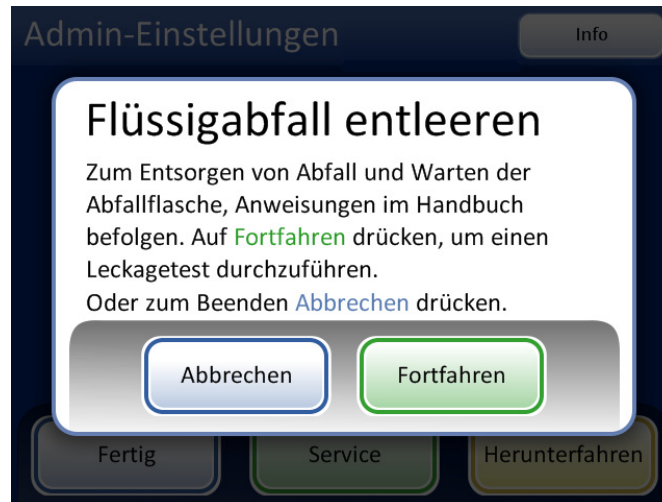 Admin-Einstellungen
Info
Flüssigabfall entleeren
Zum Entsorgen von Abfall und Warten der
Abfallflasche, Anweisungen im Handbuch
befolgen. Auf Fortfahren drücken, um einen
Leckagetest durchzuführen.
Oder zum Beenden Abbrechen drücken.
Abbrechen
Fortfahren
Fertig
Service
Herunterfahren